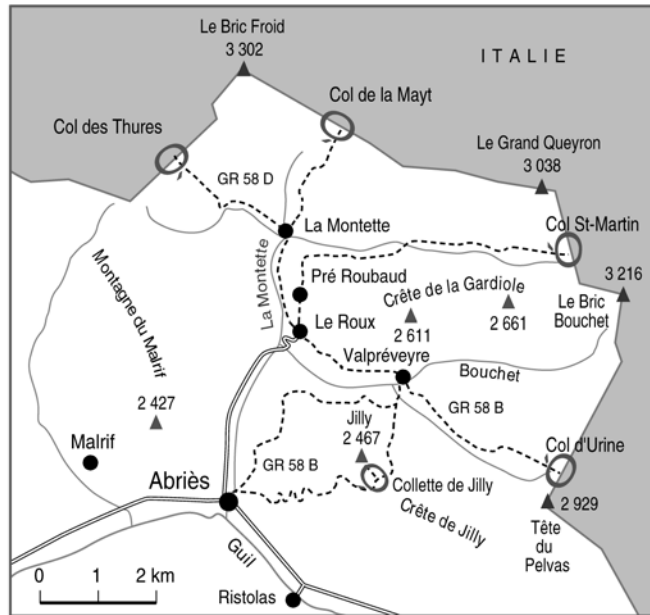 Le Bric Froid
3 302
ITALIE
Col de la Mayt
Col des Thures
Le Grand Queyron
3 038
GR 58 D
La Montette
Col St-Martin
Montagne du Malrif
La Montette
Pré Roubaud
Crête de la Gardiole
3 216
Le Roux
2 611
2 661
Le Bric
Bouchet
Valpréveyre
Bouchet
2 427
Jilly
2 467
GR 58 B
Malrif
GR 58 B
Col d'Urine
Abriès
Collette de Jilly
Crête de Jilly
2 929
Tête
du
Pelvas
Guil
0 1 2 km
Ristolas